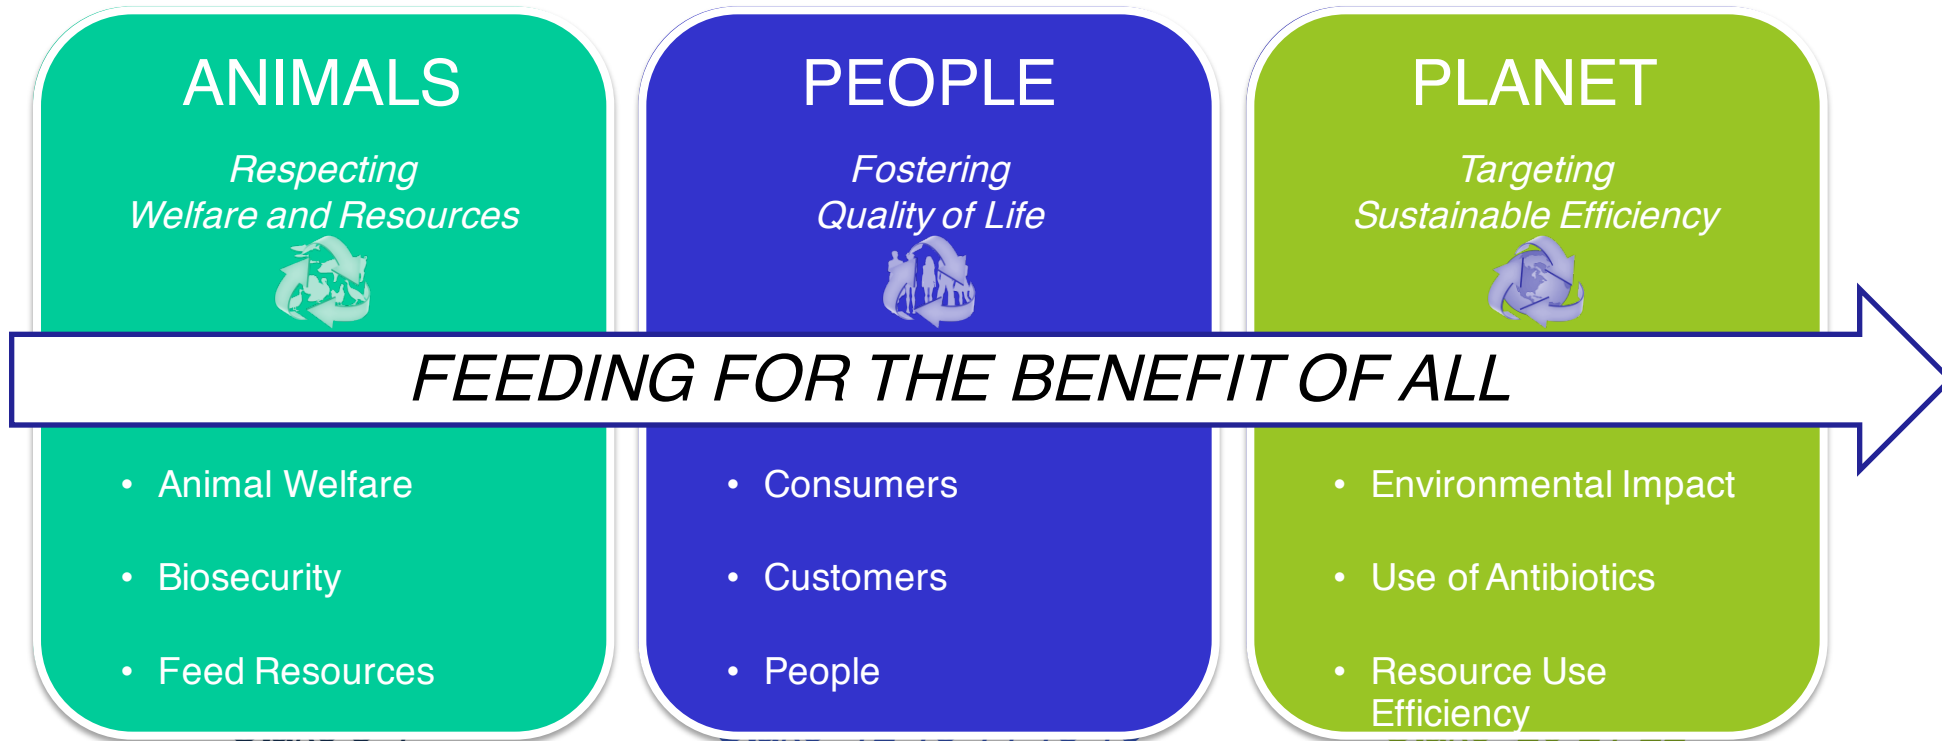 ANIMALS
Respecting
Welfare and Resources
PEOPLE
Fostering
Quality of Life
PLANET
Targeting
Sustainable Efficiency
FEEDING FOR THE BENEFIT OF ALL
• Animal Welfare
• Biosecurity
• Feed Resources
• Consumers
• Customers
• People
• Environmental Impact
• Use of Antibiotics
• Resource Use
Efficiency